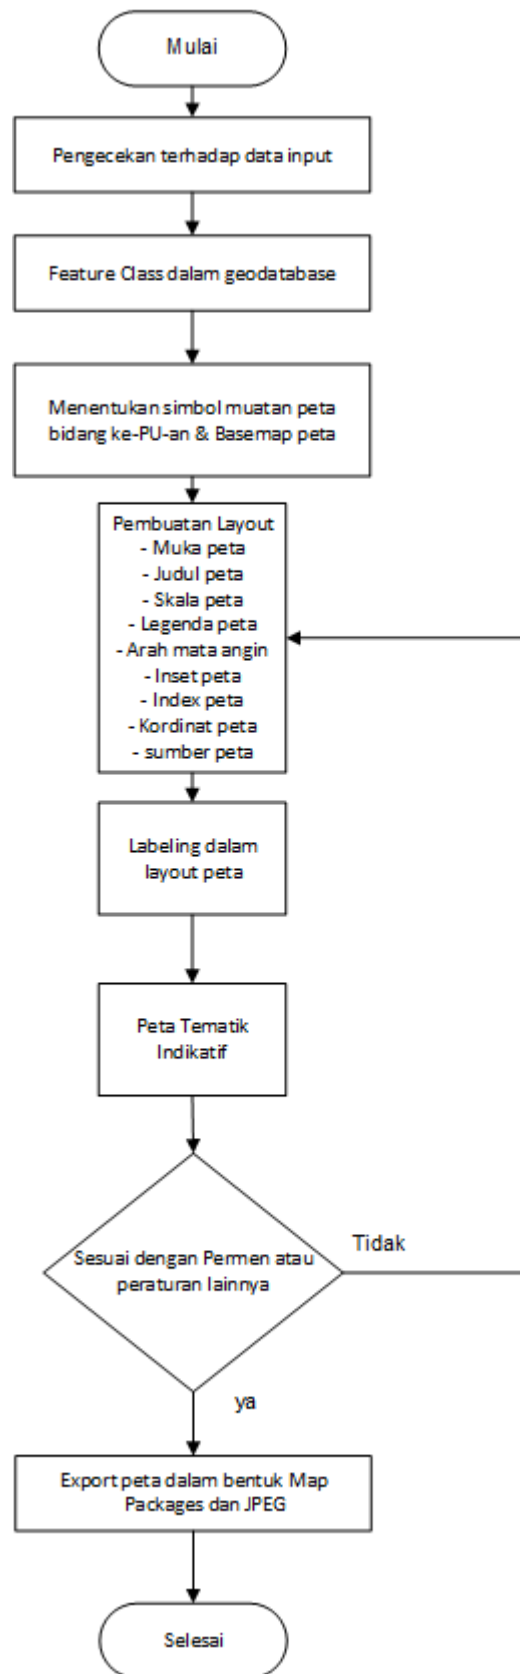 Mulai
Pengecekan terhadap data input
Feature Class dalam geodatabase
Menentukan simbol muatan peta
bidang ke-PU-an & Basemap peta
Pembuatan Layout
- Muka peta
- Judul peta
- Skala peta
- Legenda peta
- Arah mata angin
- Inset peta
- Index peta
- Kordinat peta
- sumber peta
Labeling dalam
layout peta
Peta Tematik
Indikatif
Sesuai dengan Permen atau
peraturan lainnya
Tidak
ya
Export peta dalam bentuk Map
Packages dan JPEG
Selesai